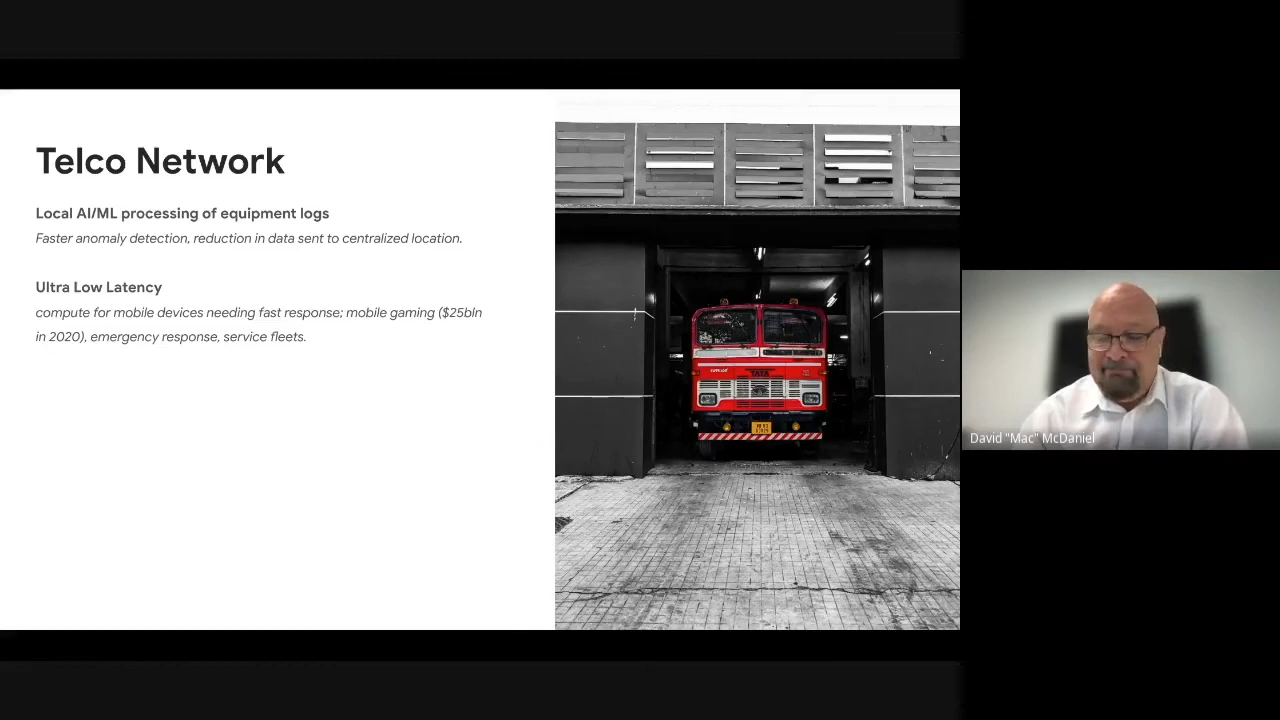 Telco Network
Local AI/ML processing of equipment logs
Faster anomaly detection, reduction in data sent to centralized location.
Ultra Low Latency
compute for mobile devices needing fast response; mobile gaming ($25bln
in 2020), emergency response, service fleets.
TATA
David "Mac" McDaniel